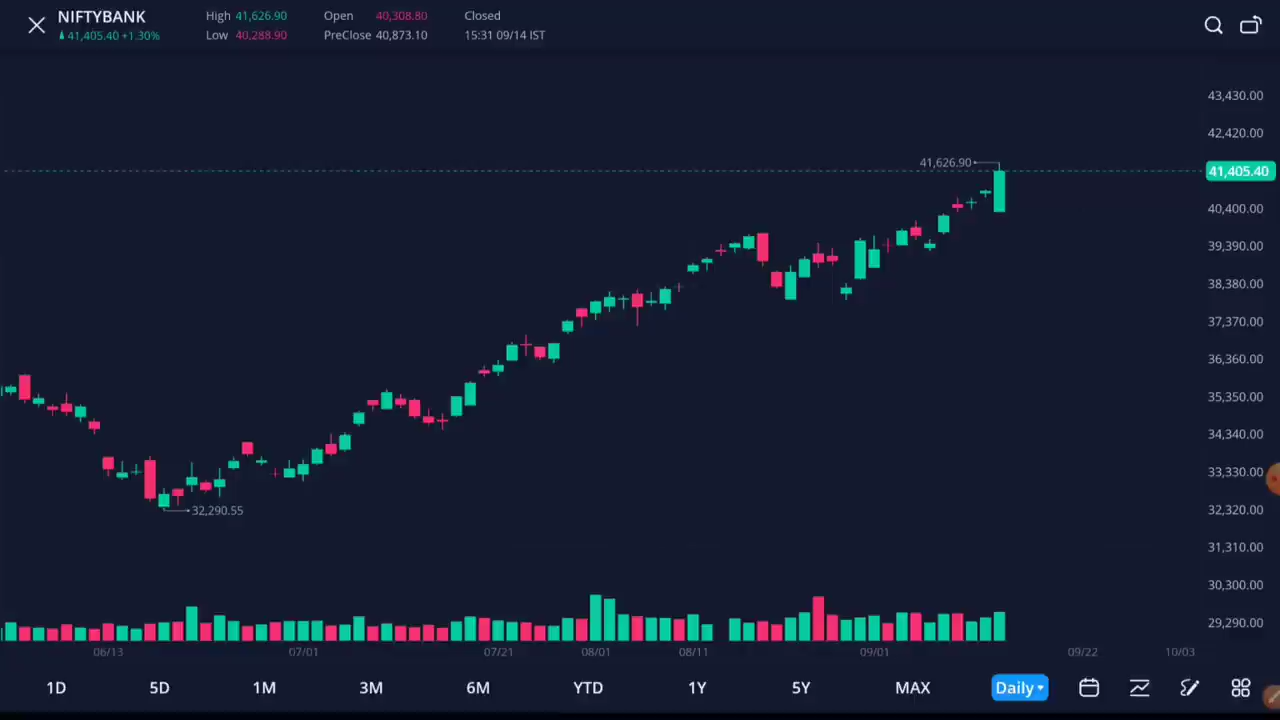 NIFTYBANK
41,405.40 +1.30%
High 41,626.90
Low 40,288.90
Open 40,308.80
PreClose 40,873.10
Closed
15:31 09/14 IST
43,430.00
42,420.00
41,626.90
41,405.40
40,400.00
39,390.00
38,380.00
37,370.00
36,360.00
35,350.00
34,340.00
33,330.00
32,320.00
32,290.55
31,310.00
30,300.00
29,290.00
06/13 07/01 07/21 08/01 08/11 09/01 09/22 10/03
1D 5D 1M 3M 6M YTD 1Y 5Y MAX Daily